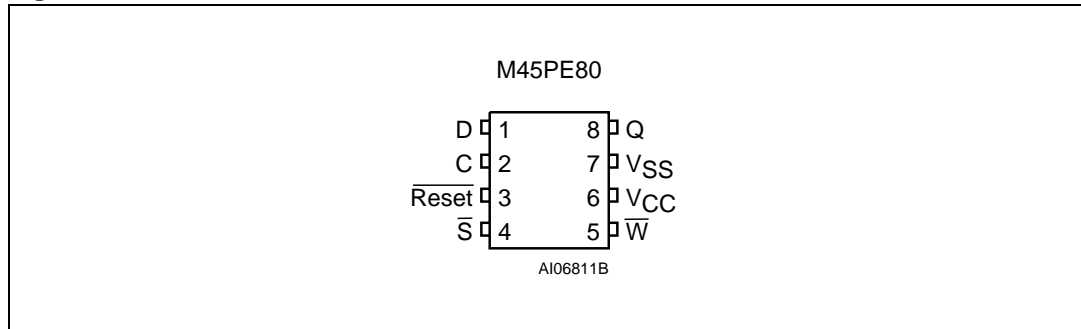 M45PE80
D 1 8 Q
C 2 7 VSS
Reset 3 6 VCC
S 4 5 W
AI06811B